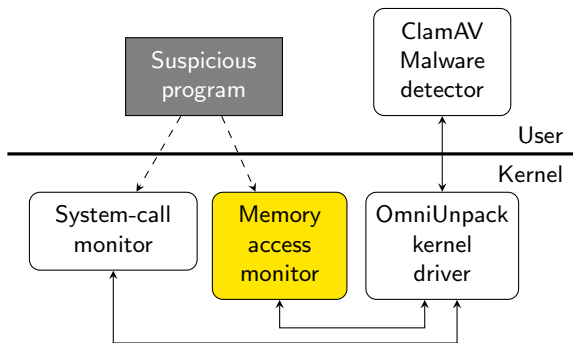 Suspicious
program
ClamAV
Malware
detector
User
Kernel
System-call
monitor
Memory
access
monitor
OmniUnpack
kernel
driver